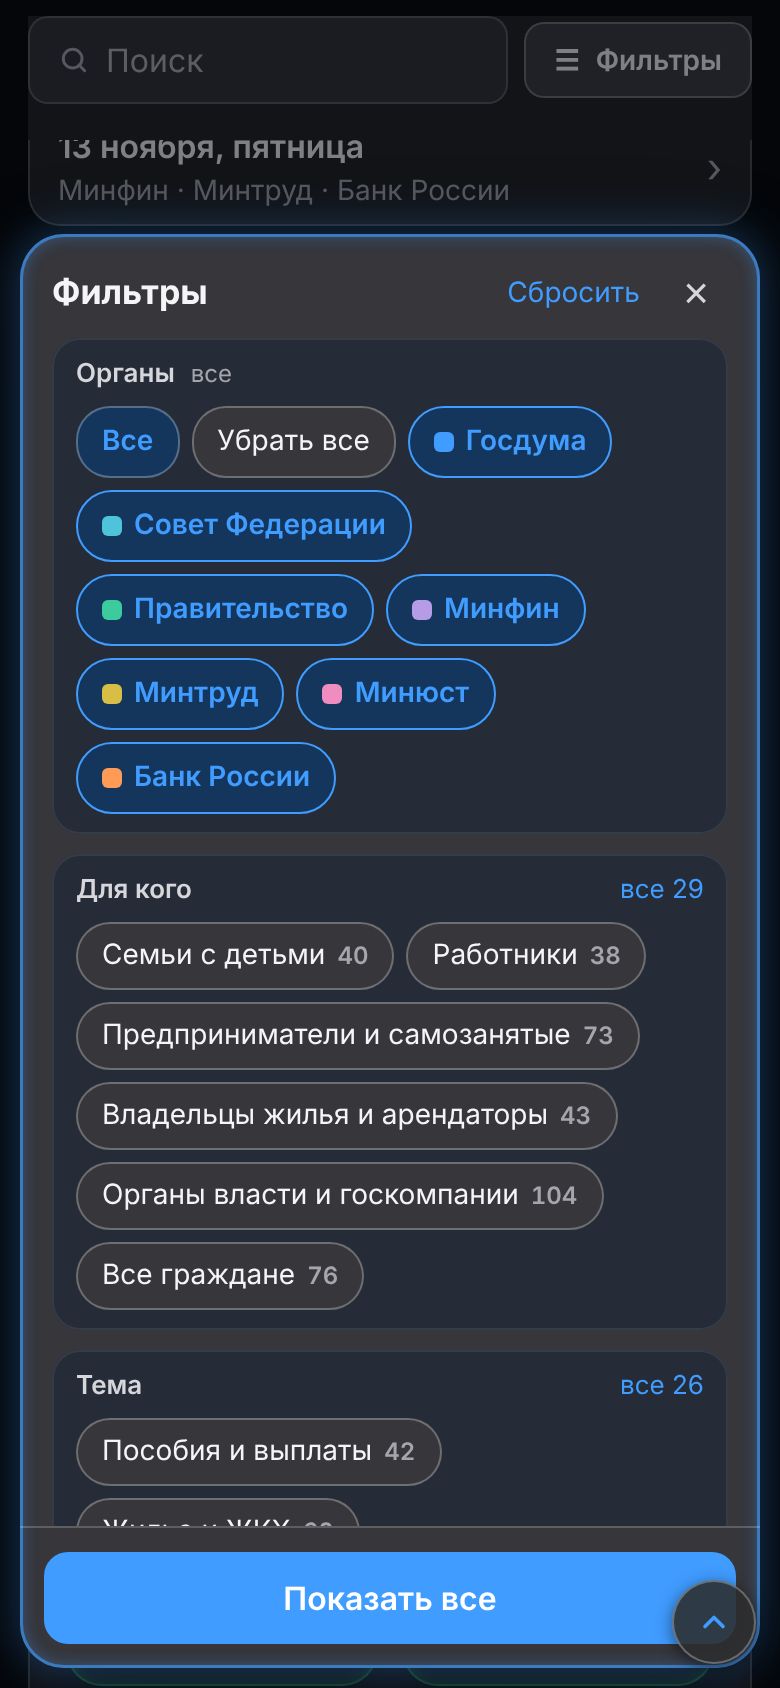 Поиск
Фильтры
13 ноября, пятница
Минфин · Минтруд · Банк России
Фильтры
Сбросить
Органы все
Все
Убрать все
Госдума
Совет Федерации
Правительство
Минфин
Минтруд
Минюст
Банк России
Для кого
все 29
Семьи с детьми 40
Работники 38
Предприниматели и самозанятые 73
Владельцы жилья и арендаторы 43
Органы власти и госкомпании 104
Все граждане 76
Тема
все 26
Пособия и выплаты 42
Жилье и ЖКХ
Показать все